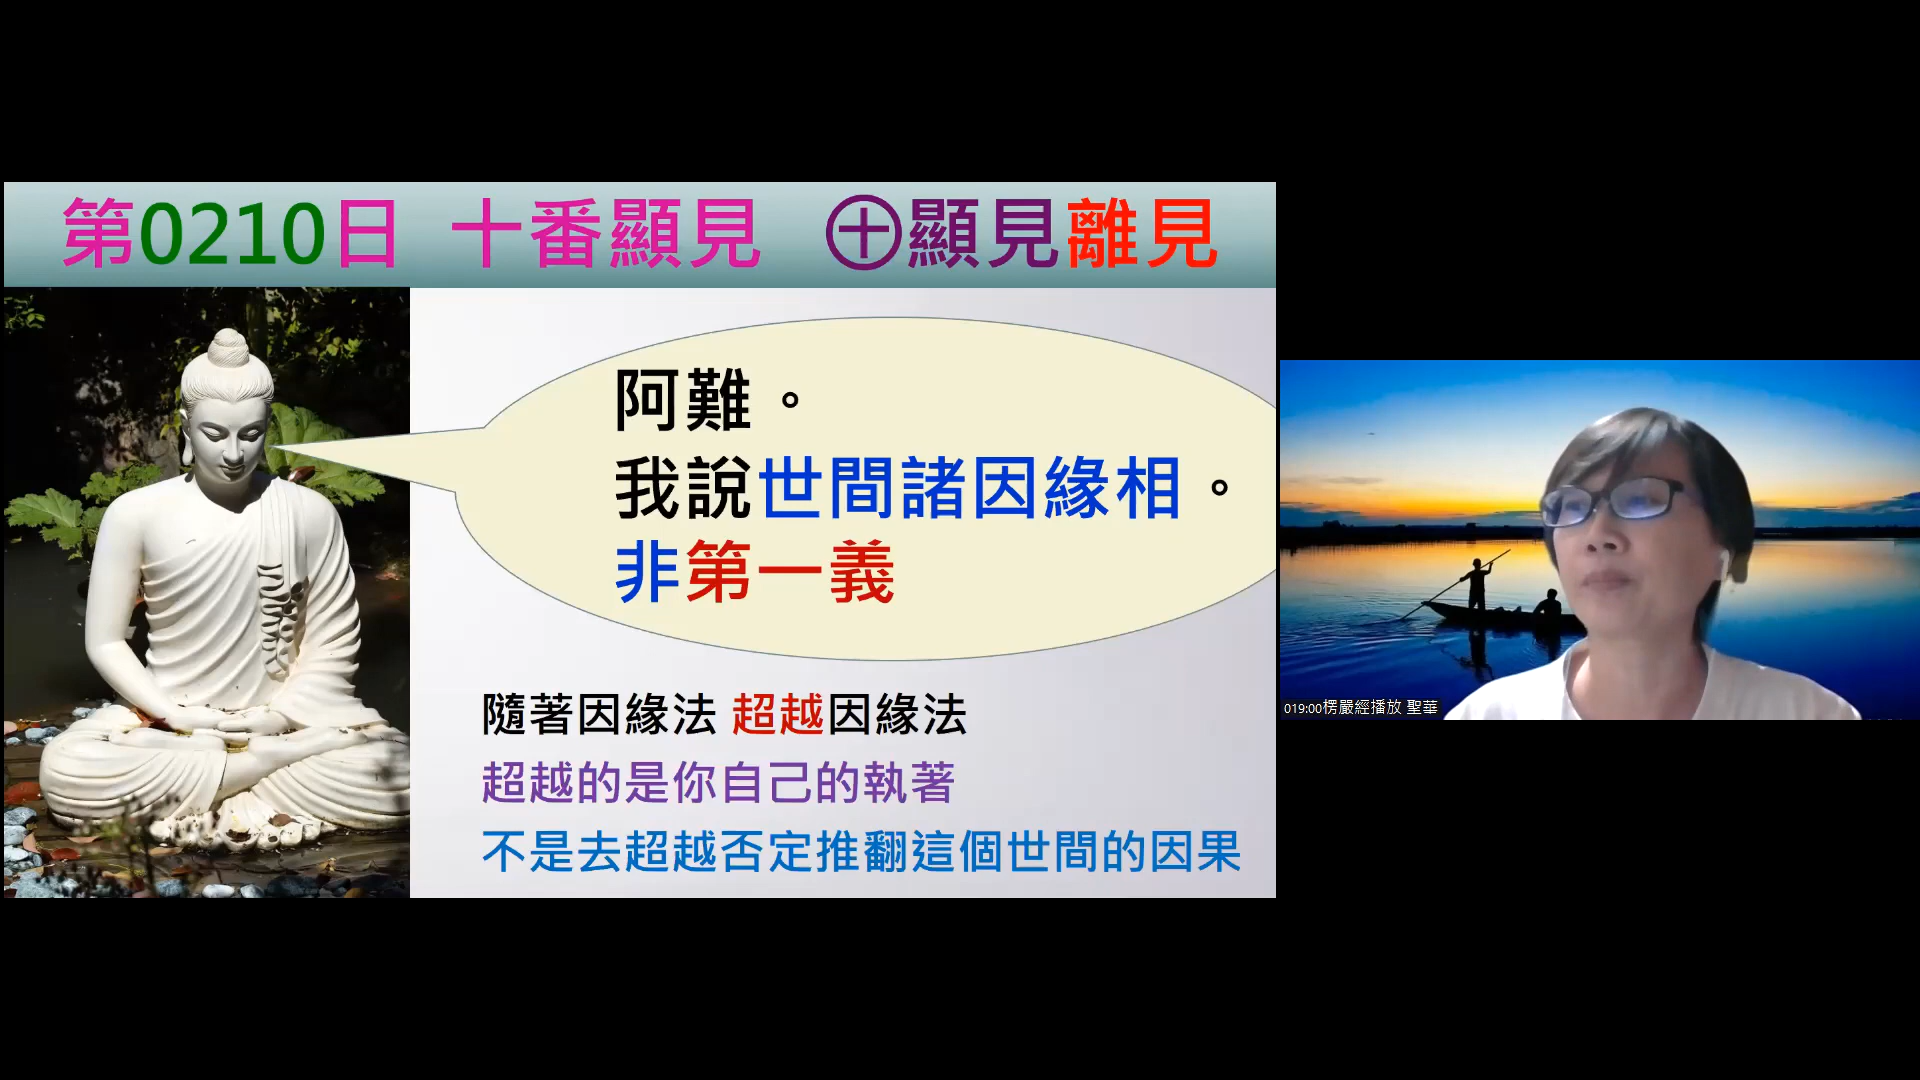 第0210日 十番顯見 ⊕顯見離見
阿難。
我說世間諸因緣相。
非第一義
隨著因緣法 超越因緣法
超越的是你自己的執著
不是去超越否定推翻這個世間的因果
019:00楞嚴經播放 聖華